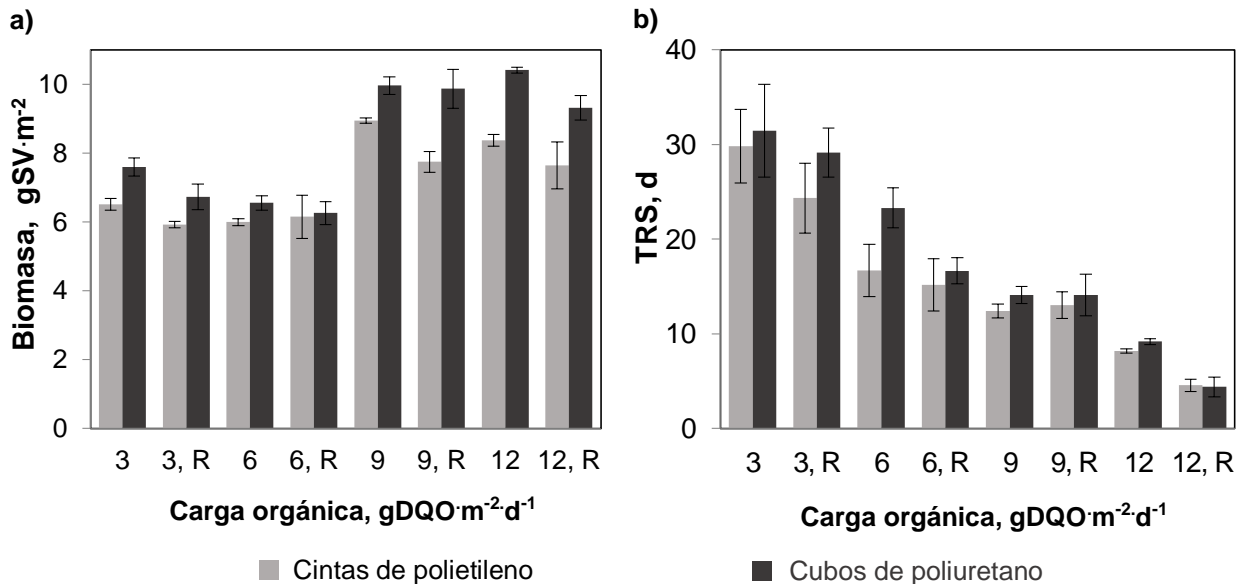 a)
Biomasa, gSV·m-2
10
8
6
4
2
0
3 3, R 6 6, R 9 9, R 12 12, R
Carga orgánica, gDQO·m-2·d-1
b)
TRS, d
40
30
20
10
0
3 3, R 6 6, R 9 9, R 12 12, R
Carga orgánica, gDQO·m-2·d-1
Cintas de polietileno
Cubos de poliuretano